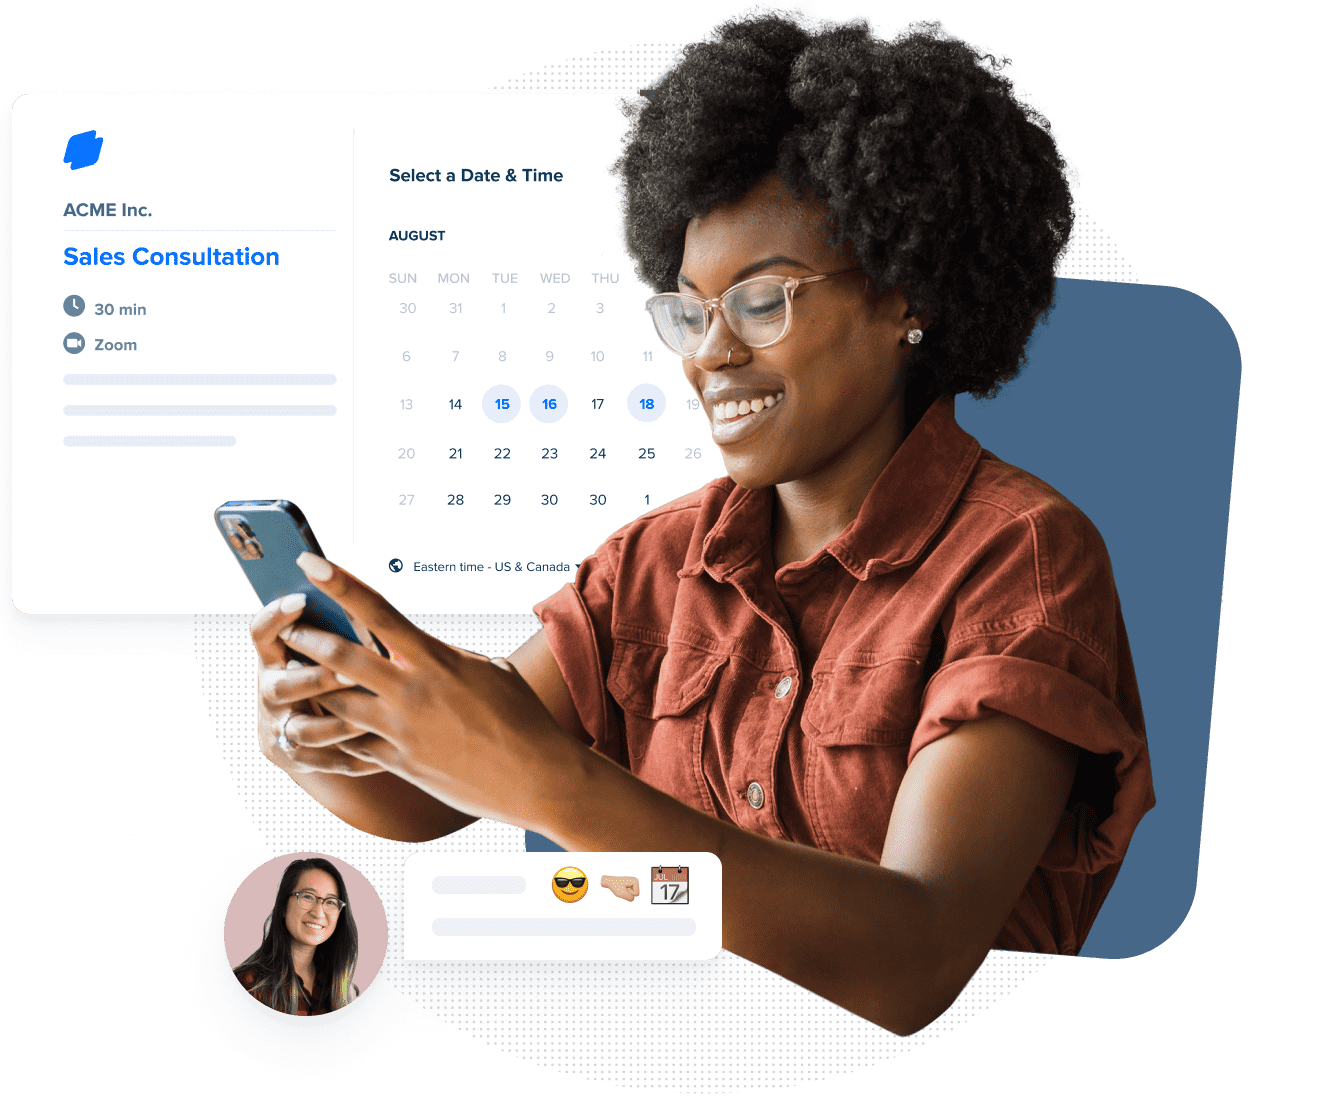 ACME Inc.
Sales Consultation
30 min
Zoom
Select a Date & Time
AUGUST
SUN MON TUE WED THU
30 31 1 2 3
6 7 8 9 10 11
13 14 15 16 17 18 19
20 21 22 23 24 25 26
27 28 29 30 30 1
Eastern time - US & Canada
JUL
17